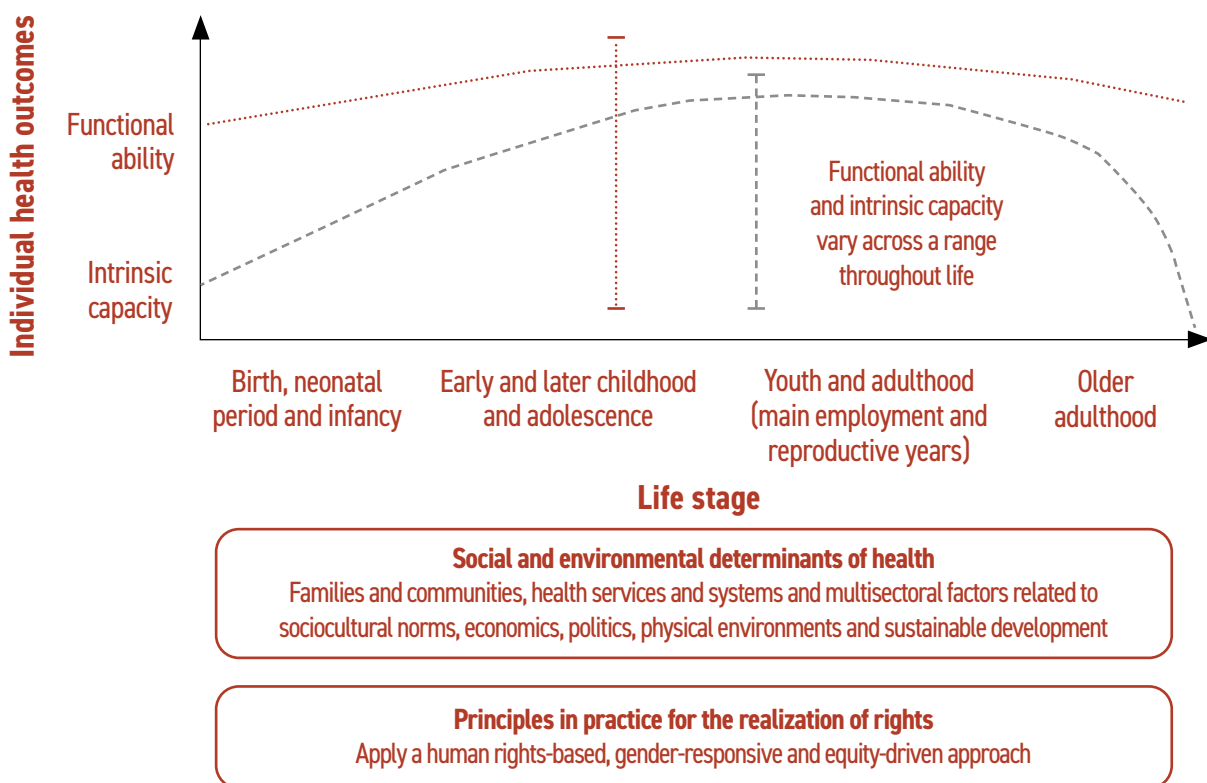 Individual health outcomes
Functional
ability
Intrinsic
capacity
Functional ability
and intrinsic capacity
vary across a range
throughout life
Birth, neonatal
period and infancy
Early and later childhood
and adolescence
Youth and adulthood
(main employment and
reproductive years)
Older
adulthood
Life stage
Social and environmental determinants of health
Families and communities, health services and systems and multisectoral factors related to
sociocultural norms, economics, politics, physical environments and sustainable development
Principles in practice for the realization of rights
Apply a human rights-based, gender-responsive and equity-driven approach